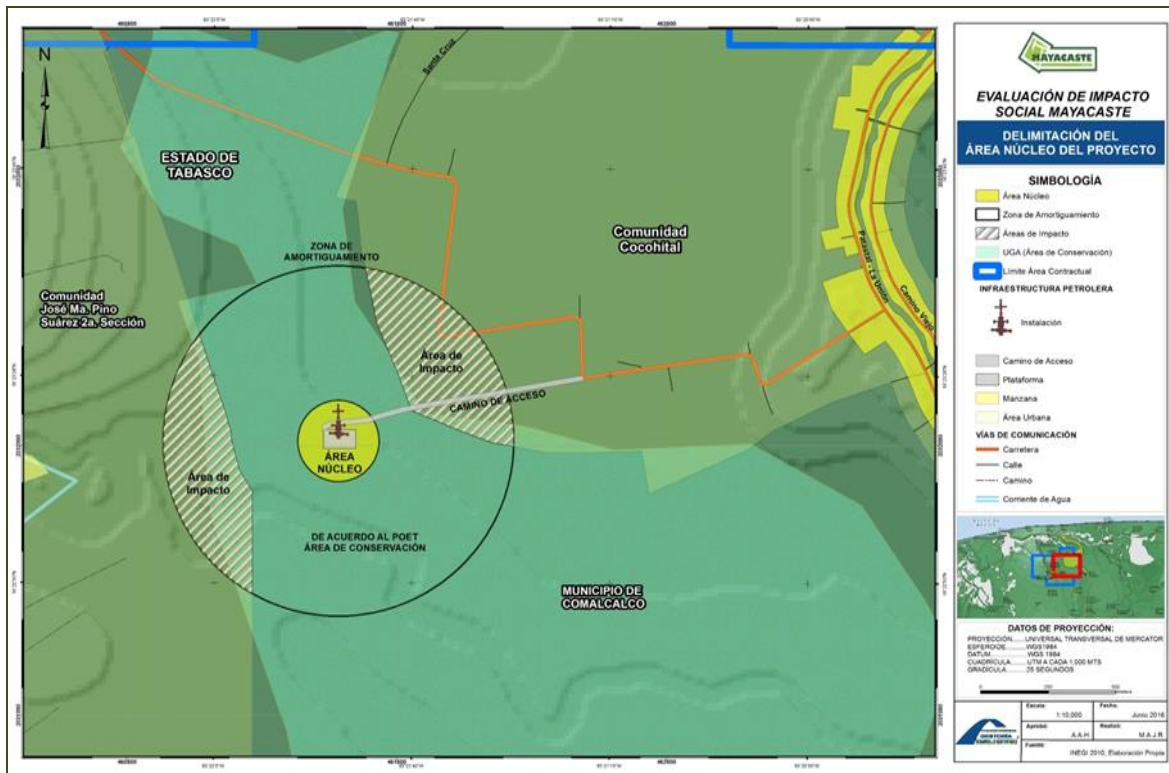 N
Santa Cruz
ESTADO DE
TABASCO
Comunidad
Cocohital
ZONA DE
AMORTIGUAMIENTO
Comunidad
José Ma. Pino
Suárez 2a. Sección
Patastal - La Unión
Camino Viejo
Área de
Impacto
CAMINO DE ACCESO
ÁREA
NÚCLEO
Área de
Impacto
DE ACUERDO AL POET
ÁREA DE CONSERVACIÓN
MUNICIPIO DE
COMALCALCO
MAYACASTE
EVALUACIÓN DE IMPACTO
SOCIAL MAYACASTE
DELIMITACIÓN DEL
ÁREA NÚCLEO DEL PROYECTO
SIMBOLOGÍA
Área Núcleo
Zona de Amortiguamiento
Áreas de Impacto
UGA (Área de Conservación)
Límite Área Contractual
INFRAESTRUCTURA PETROLERA
Instalación
Camino de Acceso
Plataforma
Manzana
Área Urbana
VÍAS DE COMUNICACIÓN
Carretera
Calle
Camino
Corriente de Agua
DATOS DE PROYECCIÓN:
PROYECCIÓN......UNIVERSAL TRANSVERSAL DE MERCATOR
ESFEROIDE......WGS1984
DATUM......WGS 1984
CUADRÍCULA......UTM A CADA 1,000 MTS
GRADÍCULA......25 SEGUNDOS
Escala:
1:10,000
Fecha:
Junio 2016
Aprobó:
A.A.H
Realizó:
M.A.J.R.
Fuente:
INEGI 2010, Elaboración Propia